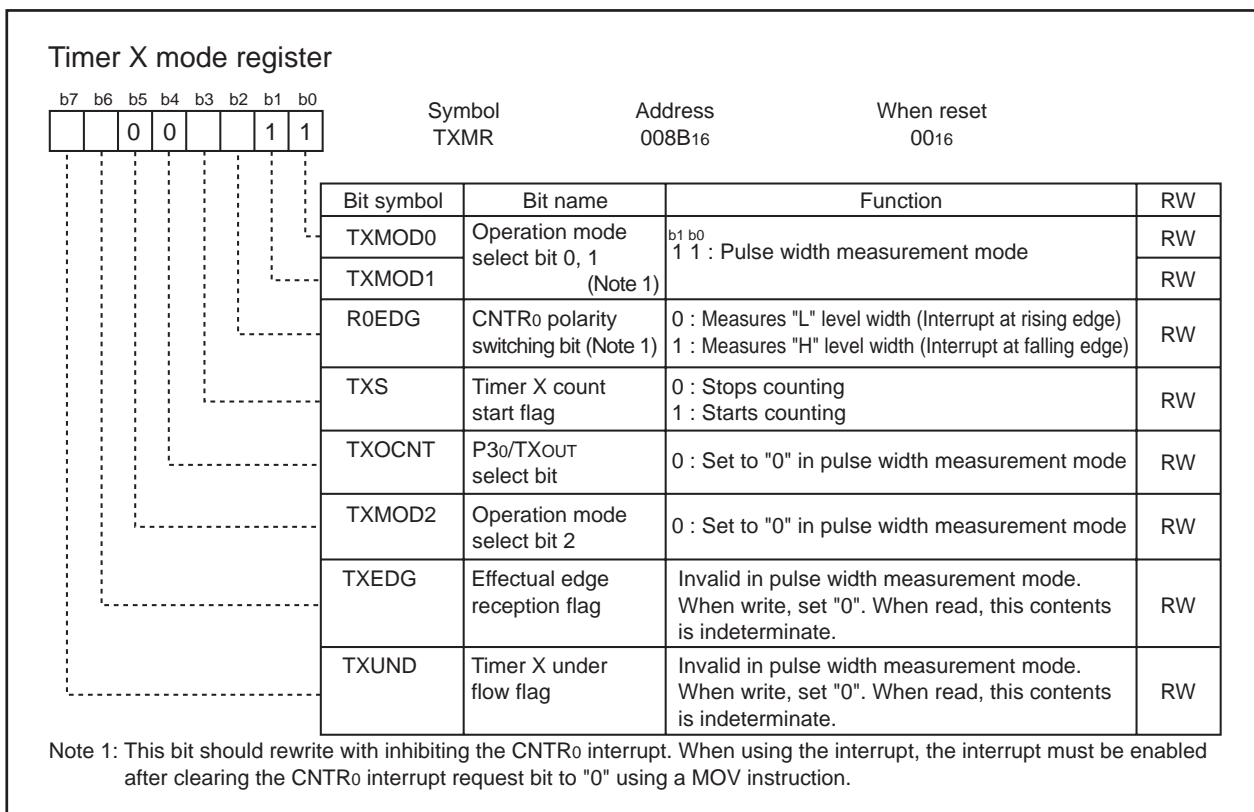 Timer X mode register
b7 b6 b5 b4 b3 b2 b1 b0
0 0 1 1
Symbol Address When reset
TXMR 008B16 0016
Bit symbol Bit name Function RW
TXMOD0 Operation mode select bit 0, 1 (Note 1) b1 b0 1 1 : Pulse width measurement mode RW
TXMOD1 RW
R0EDG CNTR0 polarity switching bit (Note 1) 0 : Measures "L" level width (Interrupt at rising edge) RW
1 : Measures "H" level width (Interrupt at falling edge)
TXS Timer X count start flag 0 : Stops counting RW
1 : Starts counting
TXOCNT P30/TXOUT select bit 0 : Set to "0" in pulse width measurement mode RW
TXMOD2 Operation mode select bit 2 0 : Set to "0" in pulse width measurement mode RW
TXEDG Effectual edge reception flag Invalid in pulse width measurement mode. RW
When write, set "0". When read, this contents
is indeterminate.
TXUND Timer X under flow flag Invalid in pulse width measurement mode. RW
When write, set "0". When read, this contents
is indeterminate.
Note 1: This bit should rewrite with inhibiting the CNTR0 interrupt. When using the interrupt, the interrupt must be enabled
after clearing the CNTR0 interrupt request bit to "0" using a MOV instruction.